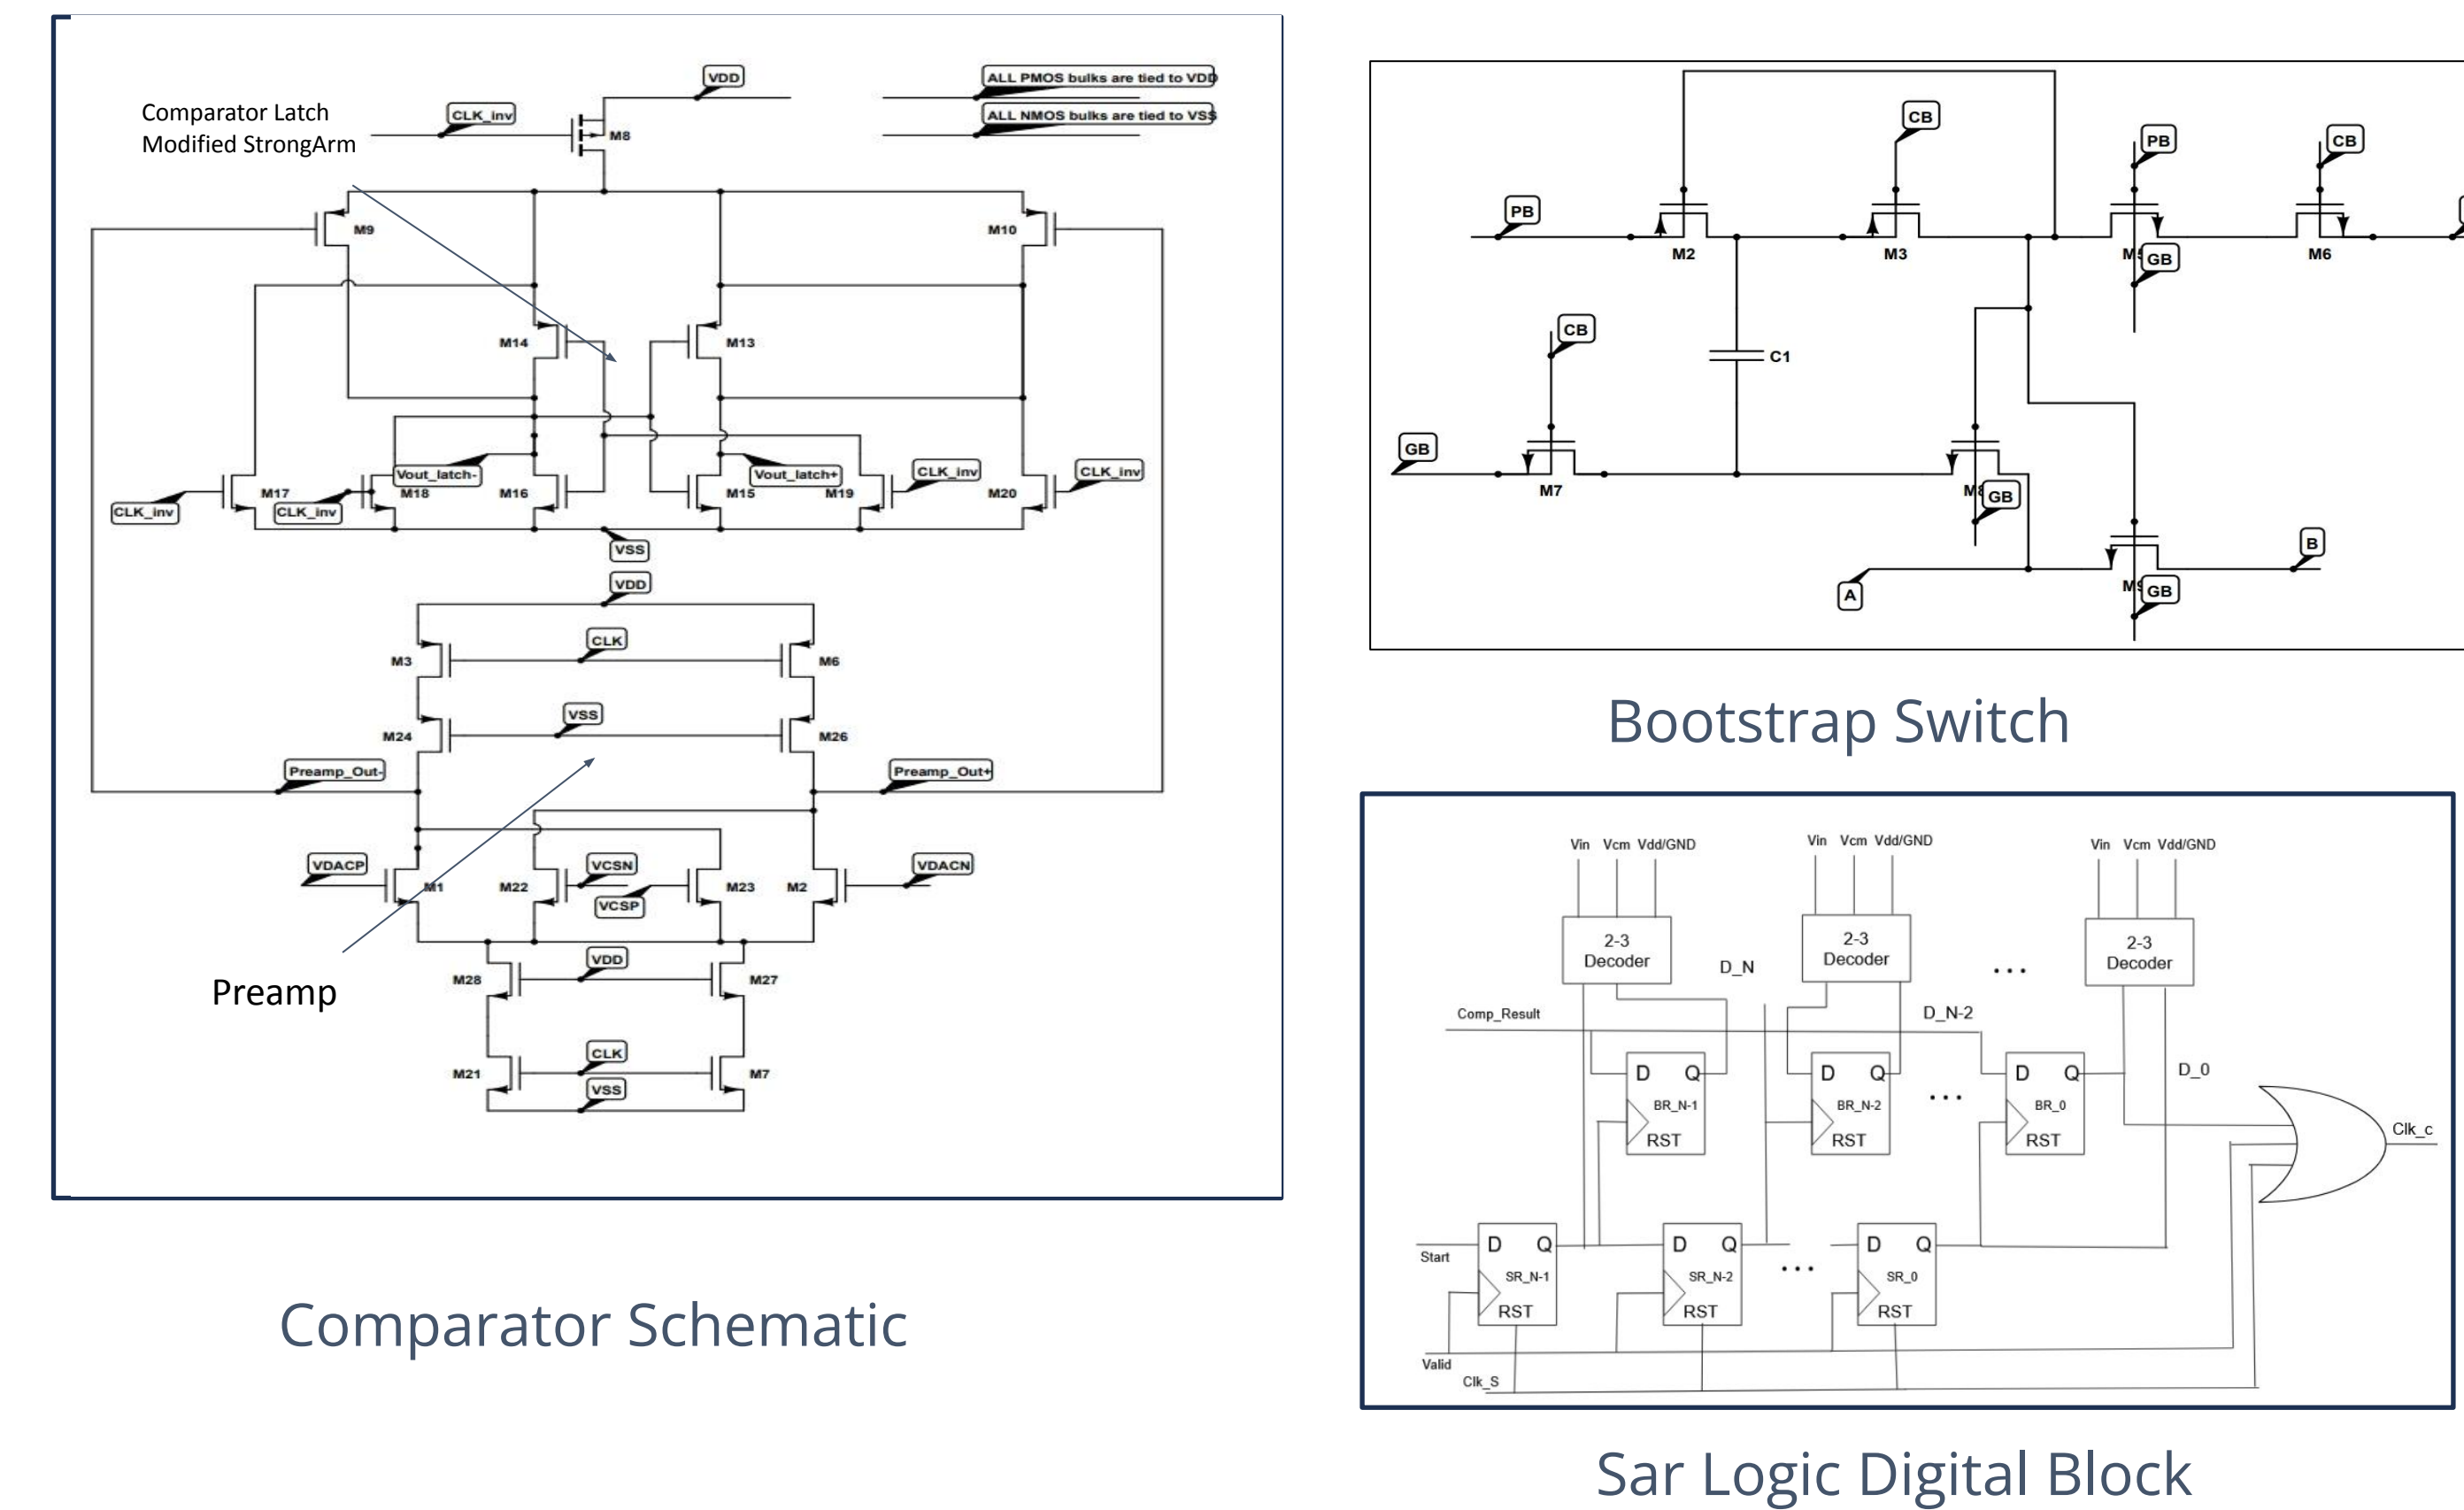 Comparator Latch
Modified StrongArm
VDD
ALL PMOS bulks are tied to VDD
CLK_inv
ALL NMOS bulks are tied to VSS
M8
M9
M10
M14
M13
Vout_latch-
Vout_latch+
CLK_inv
CLK_inv
M17
M18
M16
M15
M19
M20
CLK_inv
CLK_inv
VSS
VDD
CLK
M3
M6
VSS
M24
M26
Preamp_Out-
Preamp_Out+
VDACP
VCSN
VDACN
M1
M22
M23
M2
VCSP
VDD
M28
M27
Preamp
CLK
M21
M7
VSS
Comparator Schematic
CB
PB
CB
PB
M2
M3
GB
M6
CB
C1
GB
M7
GB
B
A
GB
Bootstrap Switch
Vin Vcm Vdd/GND
Vin Vcm Vdd/GND
Vin Vcm Vdd/GND
2-3
Decoder
2-3
Decoder
2-3
Decoder
D_N
...
Comp_Result
D_N-2
D Q
BR_N-1
RST
D Q
BR_N-2
RST
...
D Q
BR_0
RST
D_0
Clk_c
Start
D Q
SR_N-1
RST
D Q
SR_N-2
RST
...
D Q
SR_0
RST
Valid
Clk_S
Sar Logic Digital Block